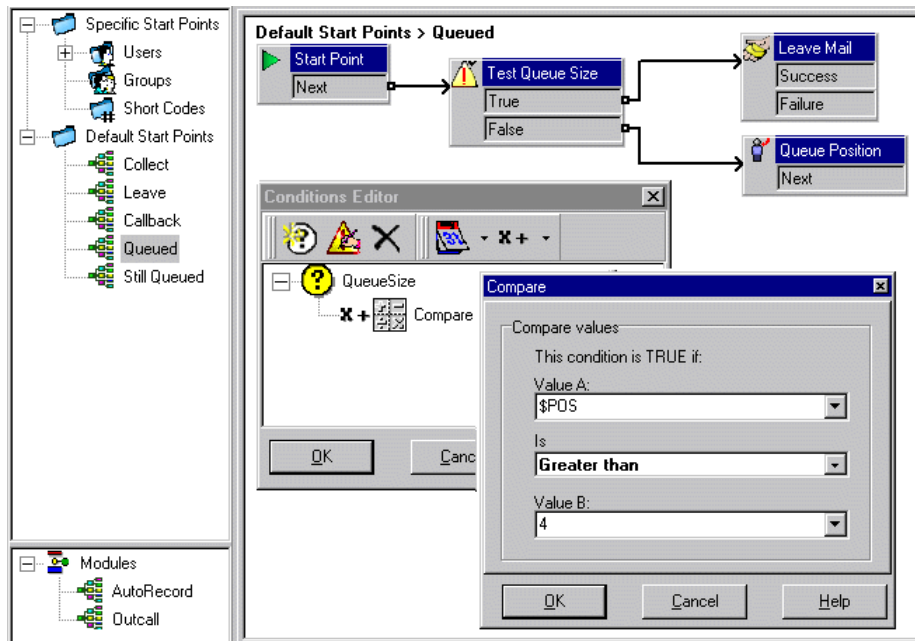 Specific Start Points
Users
Groups
Short Codes
Default Start Points
Collect
Leave
Callback
Queued
Still Queued
Modules
AutoRecord
Outcall
Default Start Points > Queued
Start Point
Next
Test Queue Size
True
False
Leave Mail
Success
Failure
Queue Position
Next
Conditions Editor
x +
QueueSize
x +
Compare
OK
Canc
Compare
Compare values
This condition is TRUE if:
Value A:
$POS
Is
Greater than
Value B:
4
OK
Cancel
Help